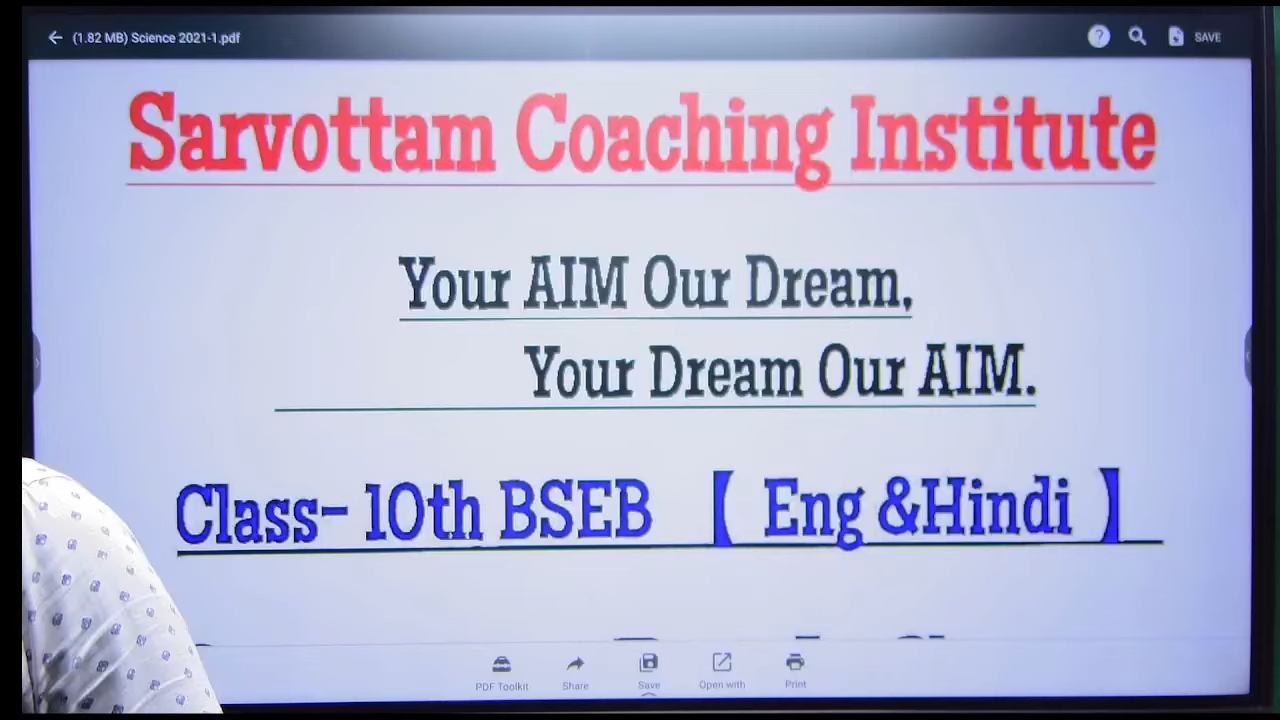 (1.82 MB) Science 2021-1.pdf
SAVE
Sarvottam Coaching Institute
Your AIM Our Dream,
Your Dream Our AIM.
Class- 10th BSEB 【 Eng &Hindi 】
PDF Toolkit Share Save Open with Print